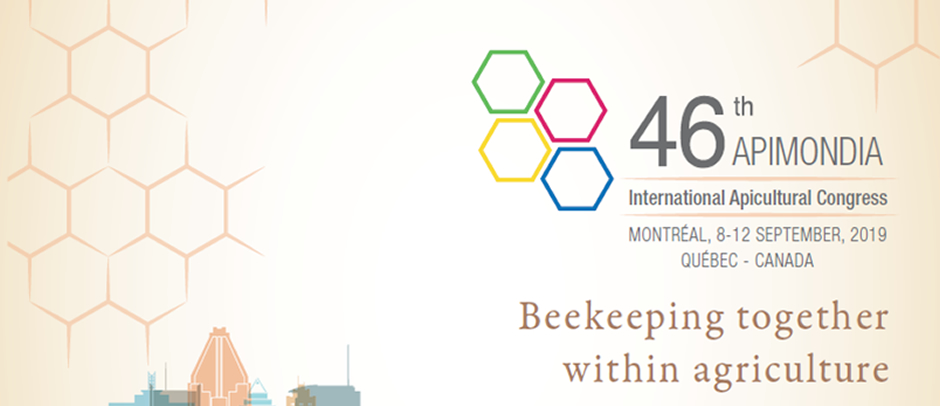 46th
APIMONDIA
International Apicultural Congress
MONTRÉAL, 8-12 SEPTEMBER, 2019
QUÉBEC - CANADA
Beekeeping together
within agriculture